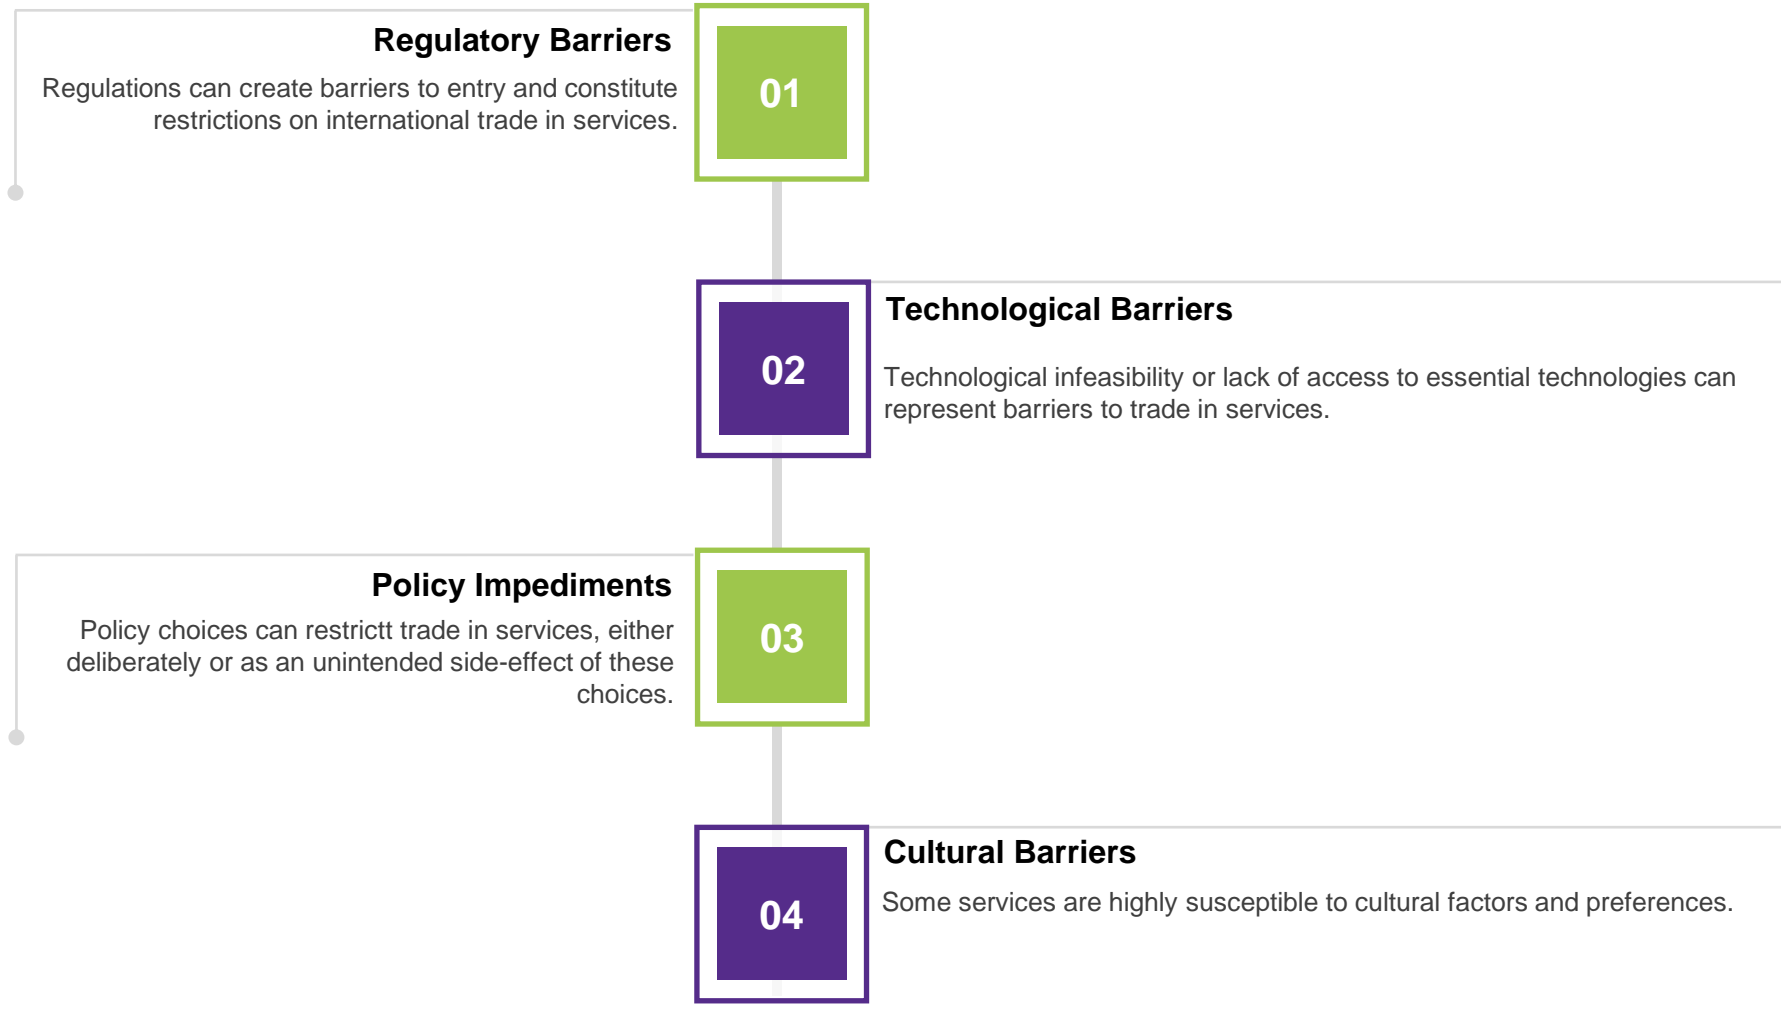 Regulatory Barriers
Regulations can create barriers to entry and constitute
restrictions on international trade in services.
01
Technological Barriers
02
Technological infeasibility or lack of access to essential technologies can
represent barriers to trade in services.
Policy Impediments
Policy choices can restrictt trade in services, either
deliberately or as an unintended side-effect of these
choices.
03
Cultural Barriers
Some services are highly susceptible to cultural factors and preferences.
04